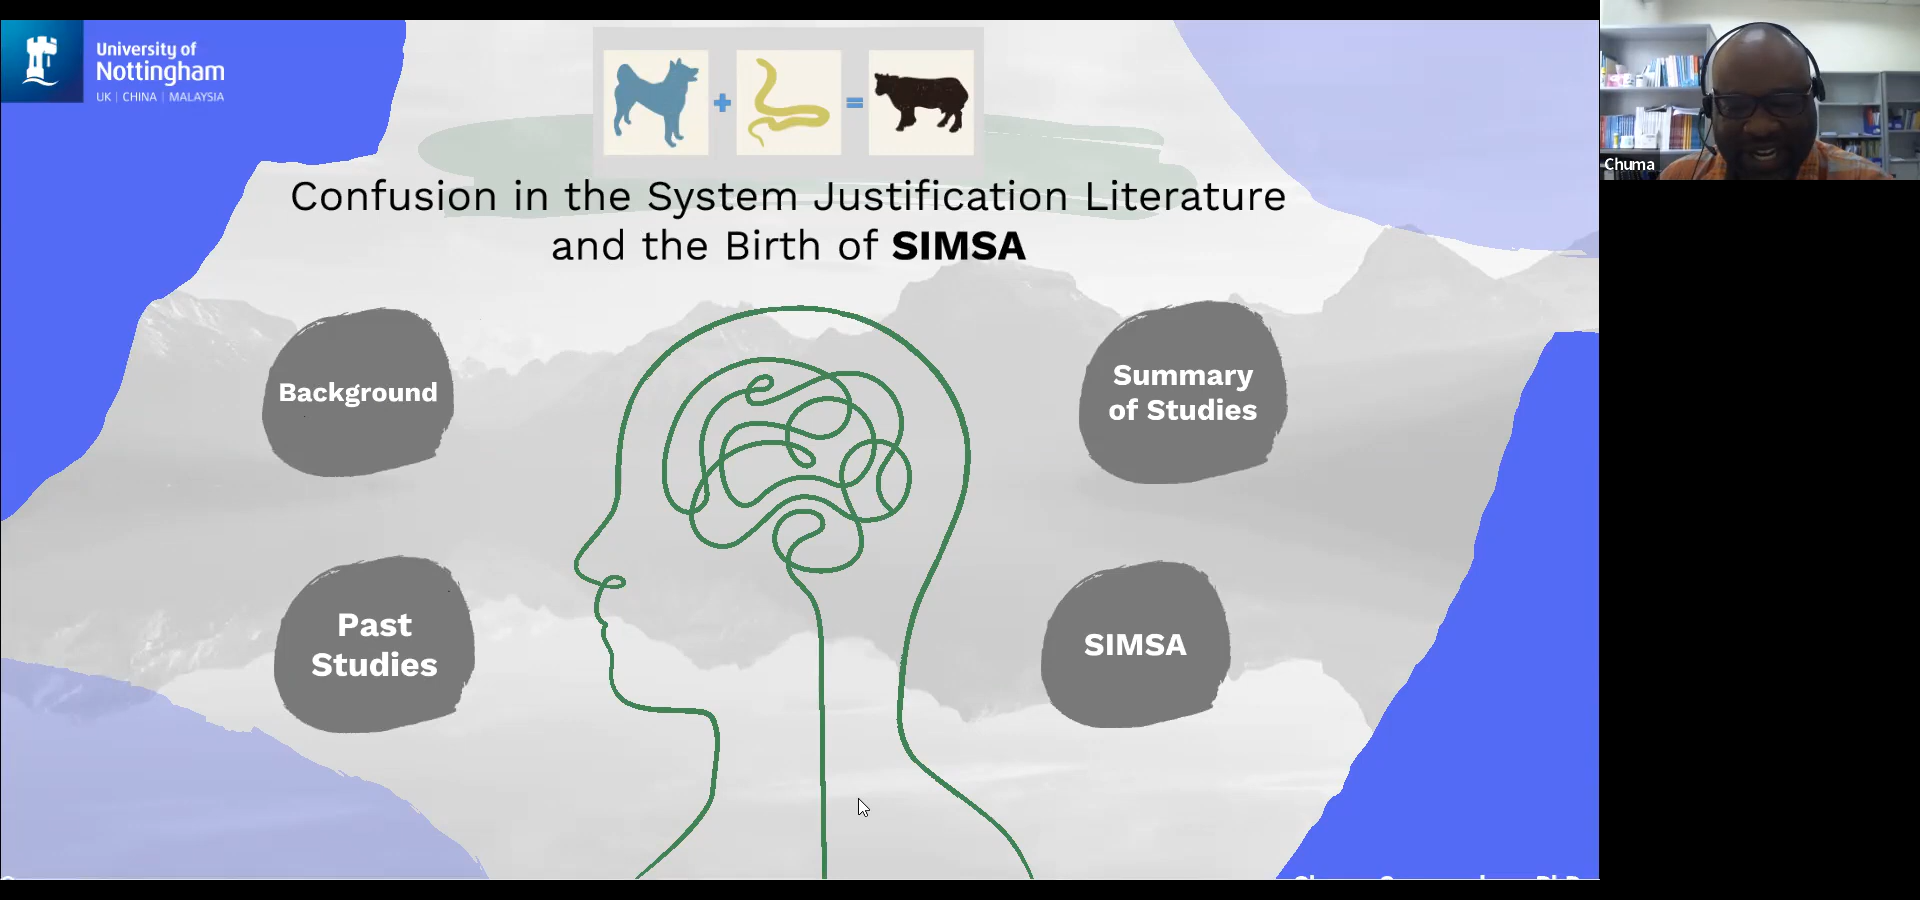 University of
Nottingham
UK | CHINA | MALAYSIA
+ =
Confusion in the System Justification Literature
and the Birth of SIMSA
Background
Summary
of Studies
Past
Studies
SIMSA
Chuma